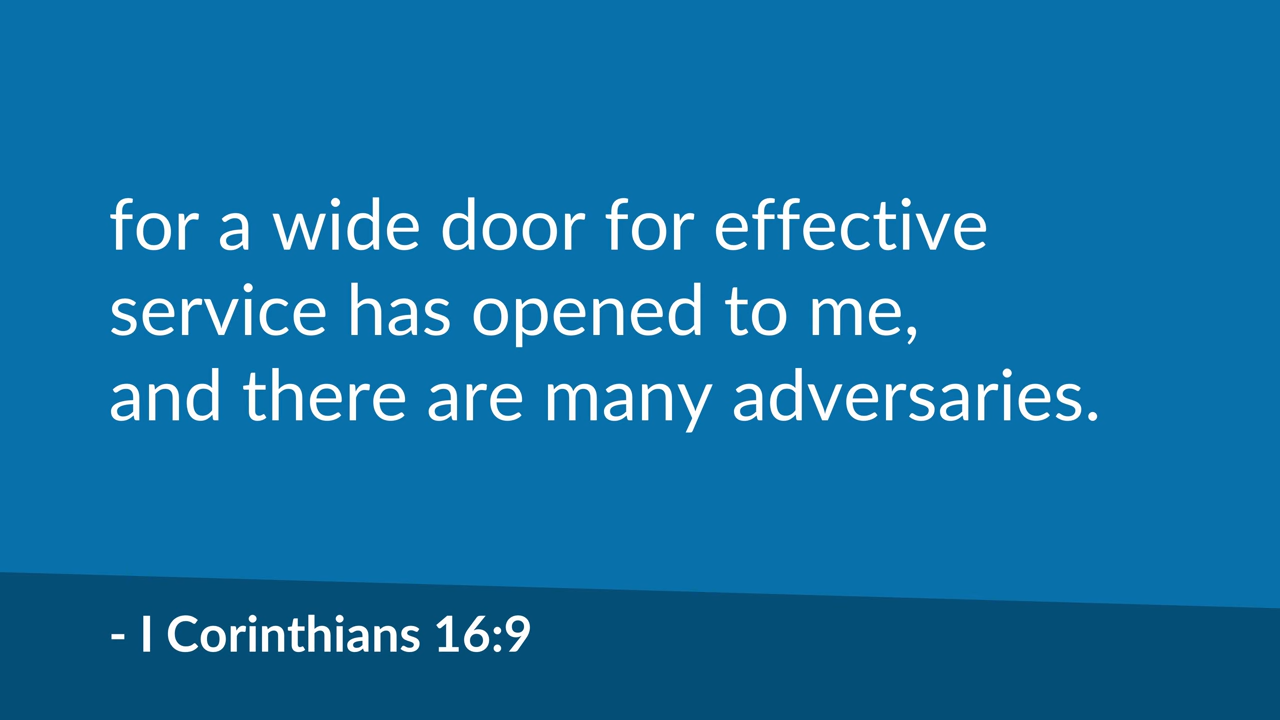 for a wide door for effective
service has opened to me,
and there are many adversaries.
- I Corinthians 16:9